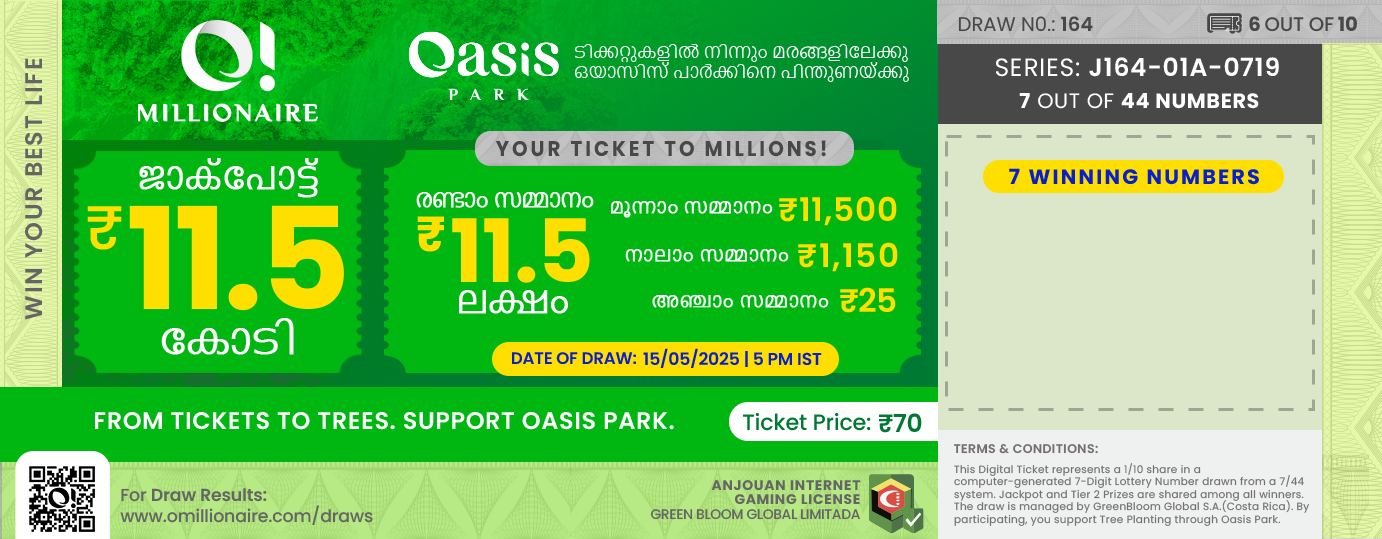 WIN YOUR BEST LIFE
O!
MILLIONAIRE
Oasis
PARK
ടിക്കറ്റുകളിൽ നിന്നും മരങ്ങളിലേക്കു
ഒയാസിസ് പാർക്കിനെ പിന്തുണയ്ക്കു
YOUR TICKET TO MILLIONS!
ജാക്പോട്ട്
₹11.5
കോടി
രണ്ടാം സമ്മാനം
₹11.5
ലക്ഷം
മൂന്നാം സമ്മാനം ₹11,500
നാലാം സമ്മാനം ₹1,150
അഞ്ചാം സമ്മാനം ₹25
DATE OF DRAW: 15/05/2025 | 5 PM IST
FROM TICKETS TO TREES. SUPPORT OASIS PARK.
Ticket Price: ₹70
For Draw Results:
www.omillionaire.com/draws
ANJOUAN INTERNET
GAMING LICENSE
GREEN BLOOM GLOBAL LIMITADA
DRAW N0.: 164
6 OUT OF 10
SERIES: J164-01A-0719
7 OUT OF 44 NUMBERS
7 WINNING NUMBERS
TERMS & CONDITIONS:
This Digital Ticket represents a 1/10 share in a
computer-generated 7-Digit Lottery Number drawn from a 7/44
system. Jackpot and Tier 2 Prizes are shared among all winners.
The draw is managed by GreenBloom Global S.A.(Costa Rica). By
participating, you support Tree Planting through Oasis Park.